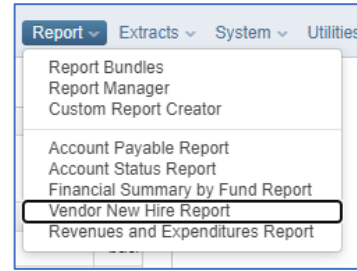 Report Extracts System Utilities
Report Bundles
Report Manager
Custom Report Creator
Account Payable Report
Account Status Report
Financial Summary by Fund Report
Vendor New Hire Report
Revenues and Expenditures Report